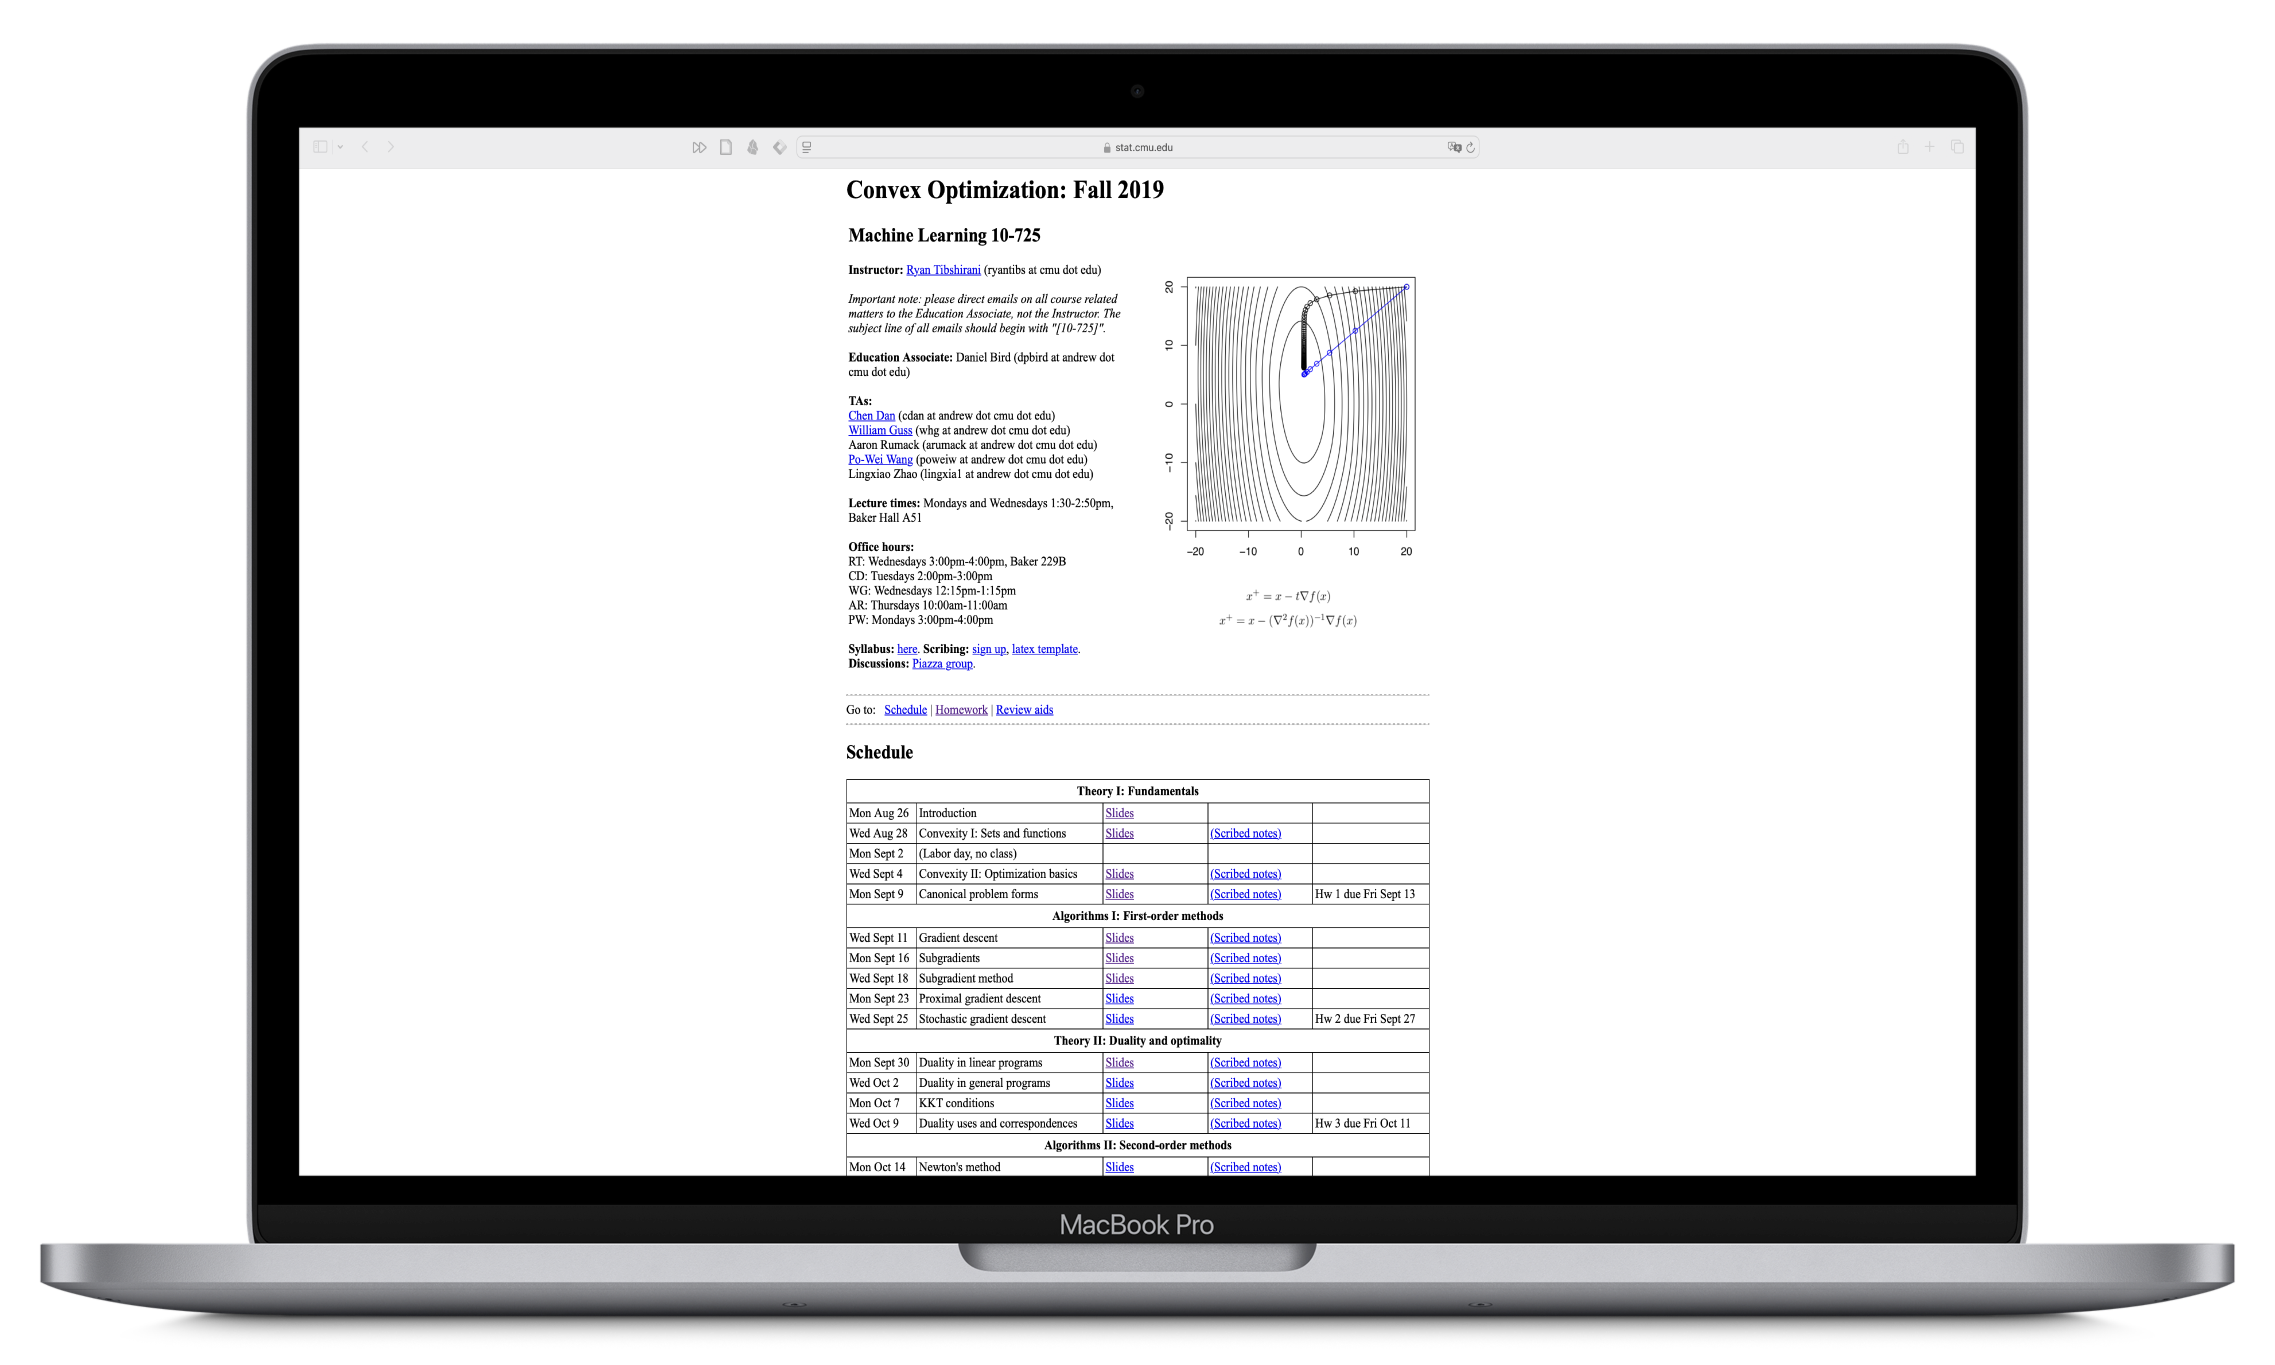 stat.cmu.edu
Convex Optimization: Fall 2019
Machine Learning 10-725
Instructor: Ryan Tibshirani (ryantibs at cmu dot edu)
Important note: please direct emails on all course related
matters to the Education Associate, not the Instructor. The
subject line of all emails should begin with "[10-725]".
Education Associate: Daniel Bird (dpbird at andrew dot
cmu dot edu)
TAs:
Chen Dan (cdan at andrew dot cmu dot edu)
William Guss (whg at andrew dot cmu dot edu)
Aaron Rumack (arumack at andrew dot cmu dot edu)
Po-Wei Wang (poweiw at andrew dot cmu dot edu)
Lingxiao Zhao (lingxia1 at andrew dot cmu dot edu)
Lecture times: Mondays and Wednesdays 1:30-2:50pm,
Baker Hall A51
Office hours:
RT: Wednesdays 3:00pm-4:00pm, Baker 229B
CD: Tuesdays 2:00pm-3:00pm
WG: Wednesdays 12:15pm-1:15pm
AR: Thursdays 10:00am-11:00am
PW: Mondays 3:00pm-4:00pm
Syllabus: here. Scribing: sign up, latex template.
Discussions: Piazza group.
20
10
0
−10
−20
−20 −10 0 10 20
x⁺ = x − t∇f(x)
x⁺ = x − (∇²f(x))⁻¹∇f(x)
Go to: Schedule | Homework | Review aids
Schedule
Theory I: Fundamentals
Mon Aug 26 Introduction Slides
Wed Aug 28 Convexity I: Sets and functions Slides (Scribed notes)
Mon Sept 2 (Labor day, no class)
Wed Sept 4 Convexity II: Optimization basics Slides (Scribed notes)
Mon Sept 9 Canonical problem forms Slides (Scribed notes) Hw 1 due Fri Sept 13
Algorithms I: First-order methods
Wed Sept 11 Gradient descent Slides (Scribed notes)
Mon Sept 16 Subgradients Slides (Scribed notes)
Wed Sept 18 Subgradient method Slides (Scribed notes)
Mon Sept 23 Proximal gradient descent Slides (Scribed notes)
Wed Sept 25 Stochastic gradient descent Slides (Scribed notes) Hw 2 due Fri Sept 27
Theory II: Duality and optimality
Mon Sept 30 Duality in linear programs Slides (Scribed notes)
Wed Oct 2 Duality in general programs Slides (Scribed notes)
Mon Oct 7 KKT conditions Slides (Scribed notes)
Wed Oct 9 Duality uses and correspondences Slides (Scribed notes) Hw 3 due Fri Oct 11
Algorithms II: Second-order methods
Mon Oct 14 Newton's method Slides (Scribed notes)
MacBook Pro